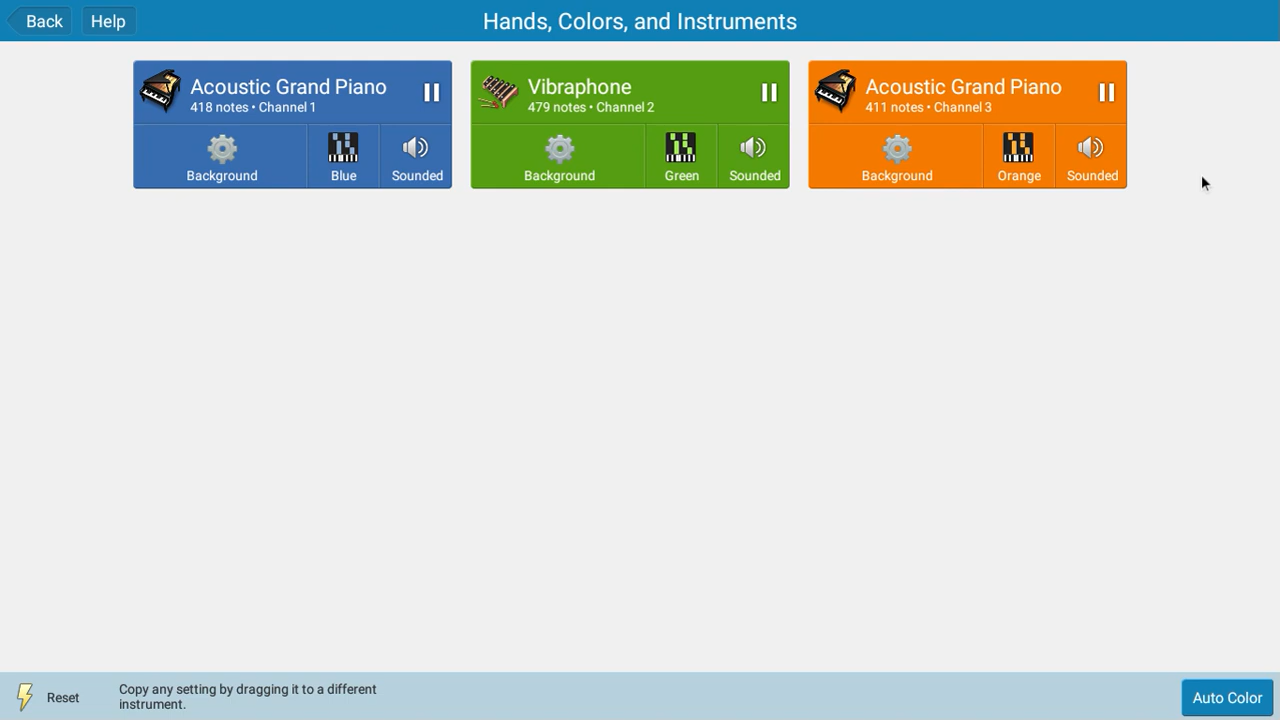 Back
Help
Hands, Colors, and Instruments
Acoustic Grand Piano
418 notes • Channel 1
Background
Blue
Sounded
Vibraphone
479 notes • Channel 2
Background
Green
Sounded
Acoustic Grand Piano
411 notes • Channel 3
Background
Orange
Sounded
Reset
Copy any setting by dragging it to a different
instrument.
Auto Color